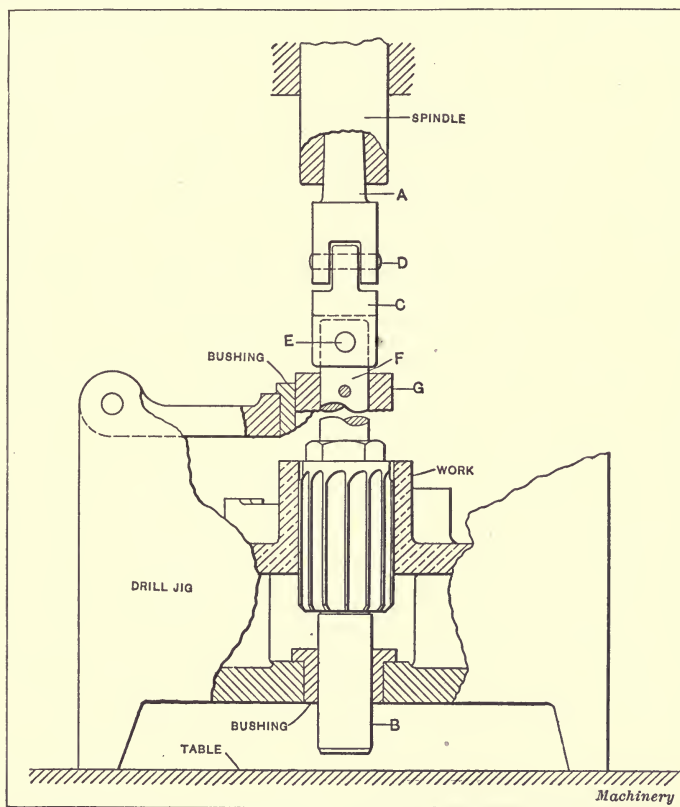 SPINDLE
A
D
C
E
F
BUSHING
G
WORK
DRILL JIG
BUSHING
B
TABLE
Machinery